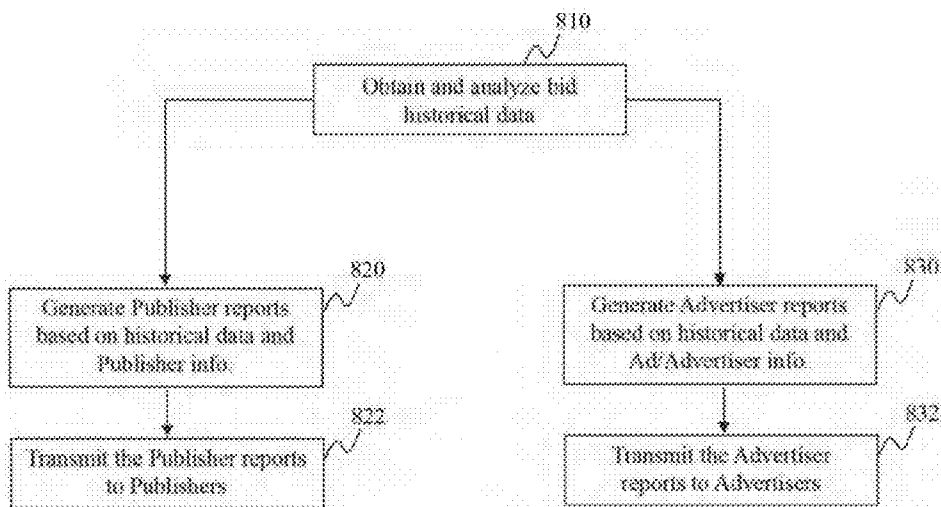 810
Obtain and analyze bid
historical data
820
Generate Publisher reports
based on historical data and
Publisher info.
822
Transmit the Publisher reports
to Publishers
830
Generate Advertiser reports
based on historical data and
Ad/Advertiser info
832
Transmit the Advertiser
reports to Advertisers